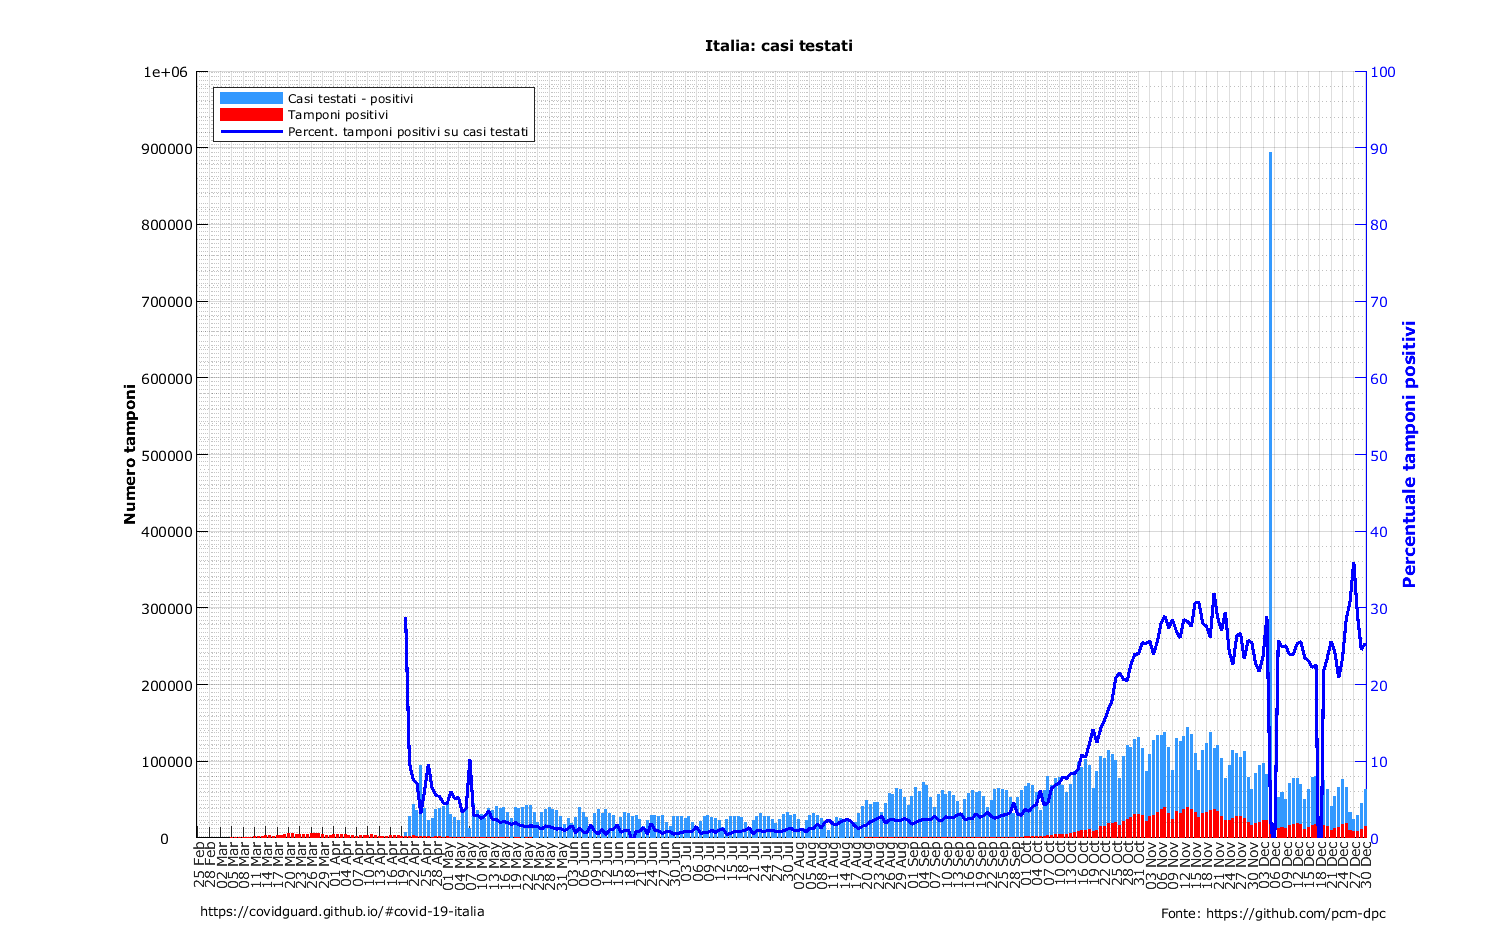 Italia: casi testati
Casi testati - positivi
Tamponi positivi
Percent. tamponi positivi su casi testati
Numero tamponi
1e+06
900000
800000
700000
600000
500000
400000
300000
200000
100000
0
Percentuale tamponi positivi
100
90
80
70
60
50
40
30
20
10
0
25 Feb
28 Feb
02 Mar
05 Mar
08 Mar
11 Mar
14 Mar
17 Mar
20 Mar
23 Mar
26 Mar
29 Mar
01 Apr
04 Apr
07 Apr
10 Apr
13 Apr
16 Apr
19 Apr
22 Apr
25 Apr
28 Apr
01 May
04 May
07 May
10 May
13 May
16 May
19 May
22 May
25 May
28 May
31 May
03 Jun
06 Jun
09 Jun
12 Jun
15 Jun
18 Jun
21 Jun
24 Jun
27 Jun
30 Jun
03 Jul
06 Jul
09 Jul
12 Jul
15 Jul
18 Jul
21 Jul
24 Jul
27 Jul
30 Jul
02 Aug
05 Aug
08 Aug
11 Aug
14 Aug
17 Aug
20 Aug
23 Aug
26 Aug
29 Aug
01 Sep
04 Sep
07 Sep
10 Sep
13 Sep
16 Sep
19 Sep
22 Sep
25 Sep
28 Sep
01 Oct
04 Oct
07 Oct
10 Oct
13 Oct
16 Oct
19 Oct
22 Oct
25 Oct
28 Oct
31 Oct
03 Nov
06 Nov
09 Nov
12 Nov
15 Nov
18 Nov
21 Nov
24 Nov
27 Nov
30 Nov
03 Dec
06 Dec
09 Dec
12 Dec
15 Dec
18 Dec
21 Dec
24 Dec
27 Dec
30 Dec
https://covidguard.github.io/#covid-19-italia
Fonte: https://github.com/pcm-dpc